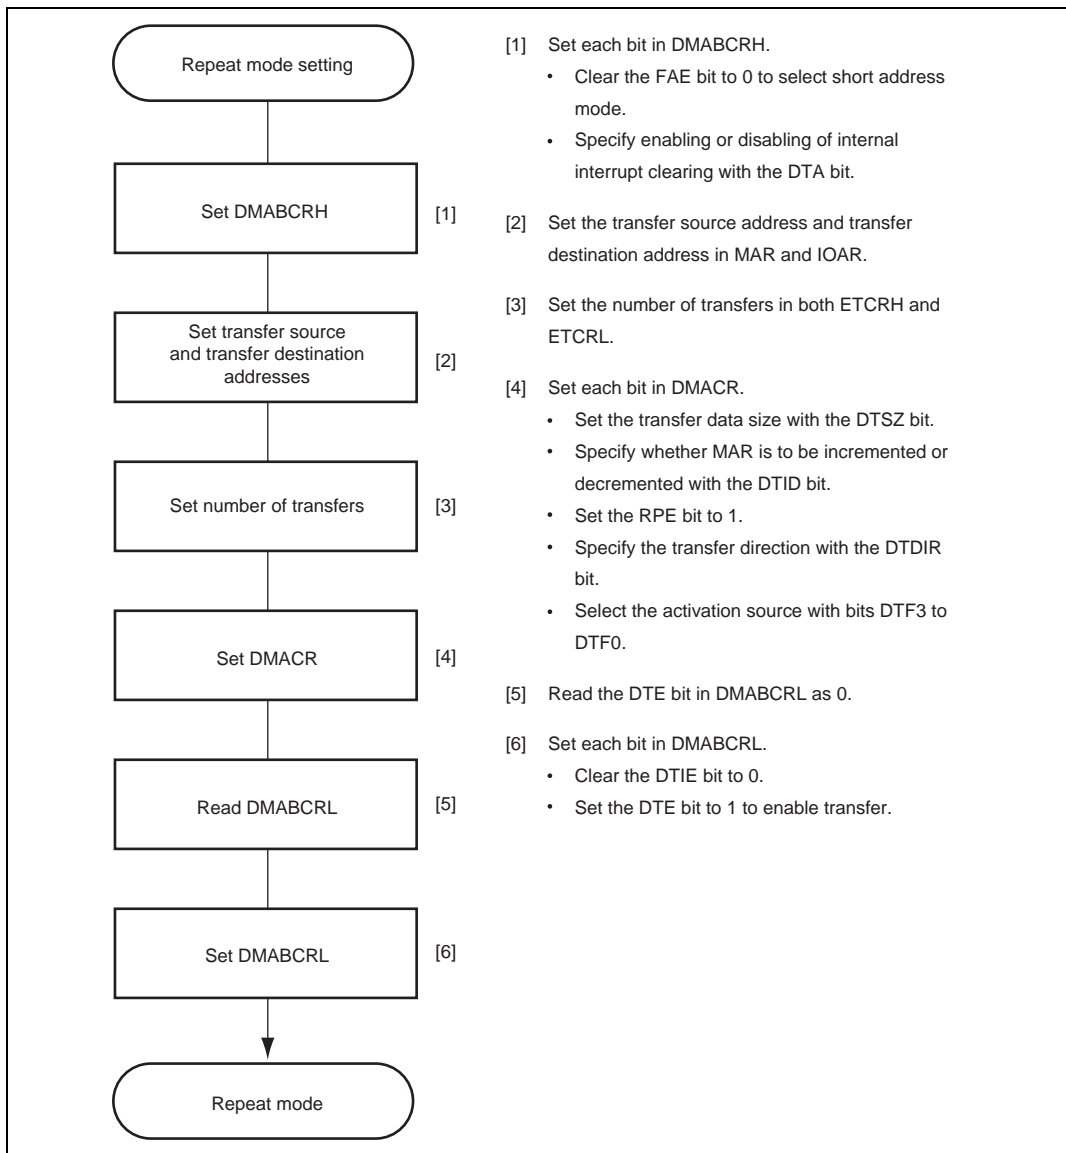 Repeat mode setting
Set DMABCRH
[1]
Set transfer source
and transfer destination
addresses
[2]
Set number of transfers
[3]
Set DMACR
[4]
Read DMABCRL
[5]
Set DMABCRL
[6]
Repeat mode
[1] Set each bit in DMABCRH.
• Clear the FAE bit to 0 to select short address
mode.
• Specify enabling or disabling of internal
interrupt clearing with the DTA bit.
[2] Set the transfer source address and transfer
destination address in MAR and IOAR.
[3] Set the number of transfers in both ETCRH and
ETCRL.
[4] Set each bit in DMACR.
• Set the transfer data size with the DTSZ bit.
• Specify whether MAR is to be incremented or
decremented with the DTID bit.
• Set the RPE bit to 1.
• Specify the transfer direction with the DTDIR
bit.
• Select the activation source with bits DTF3 to
DTF0.
[5] Read the DTE bit in DMABCRL as 0.
[6] Set each bit in DMABCRL.
• Clear the DTIE bit to 0.
• Set the DTE bit to 1 to enable transfer.